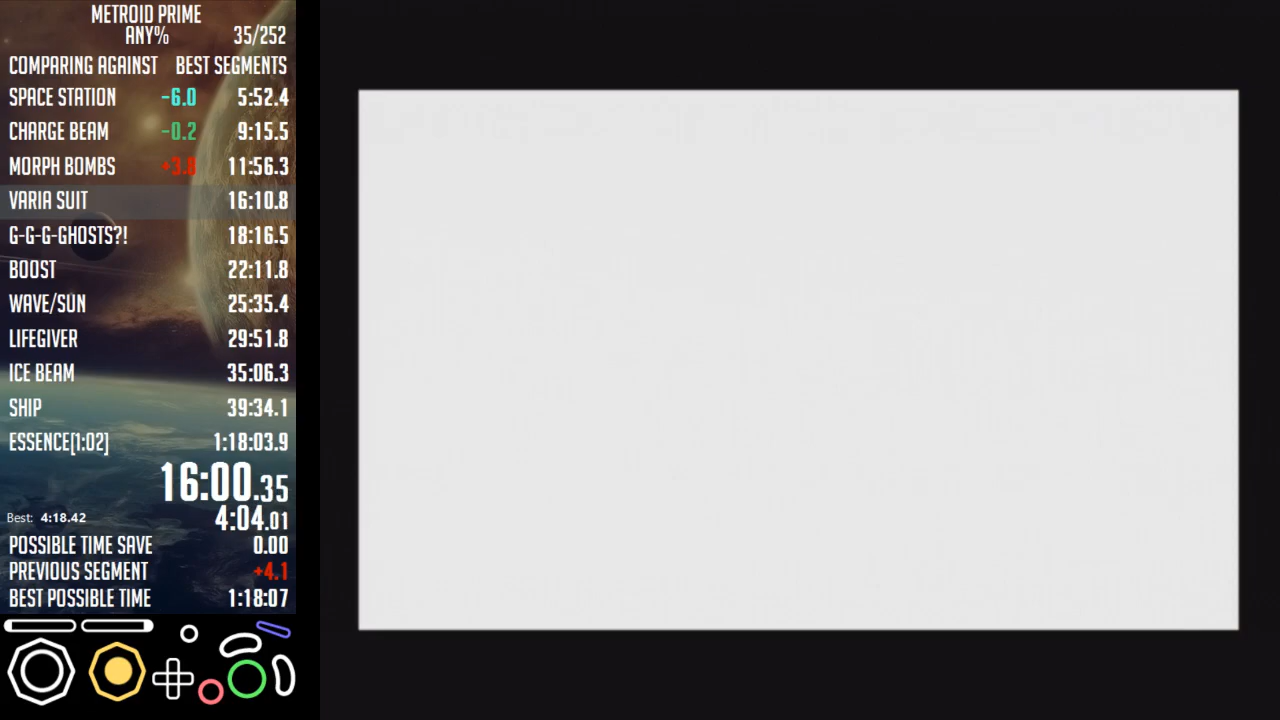 METROID PRIME
ANY% 35/252
COMPARING AGAINST BEST SEGMENTS
SPACE STATION -6.0 5:52.4
CHARGE BEAM -0.2 9:15.5
MORPH BOMBS +3.8 11:56.3
VARIA SUIT 16:10.8
G-G-G-GHOSTS?! 18:16.5
BOOST 22:11.8
WAVE/SUN 25:35.4
LIFEGIVER 29:51.8
ICE BEAM 35:06.3
SHIP 39:34.1
ESSENCE[1:02] 1:18:03.9
16:00.35
Best: 4:18.42 4:04.01
POSSIBLE TIME SAVE 0.00
PREVIOUS SEGMENT +4.1
BEST POSSIBLE TIME 1:18:07